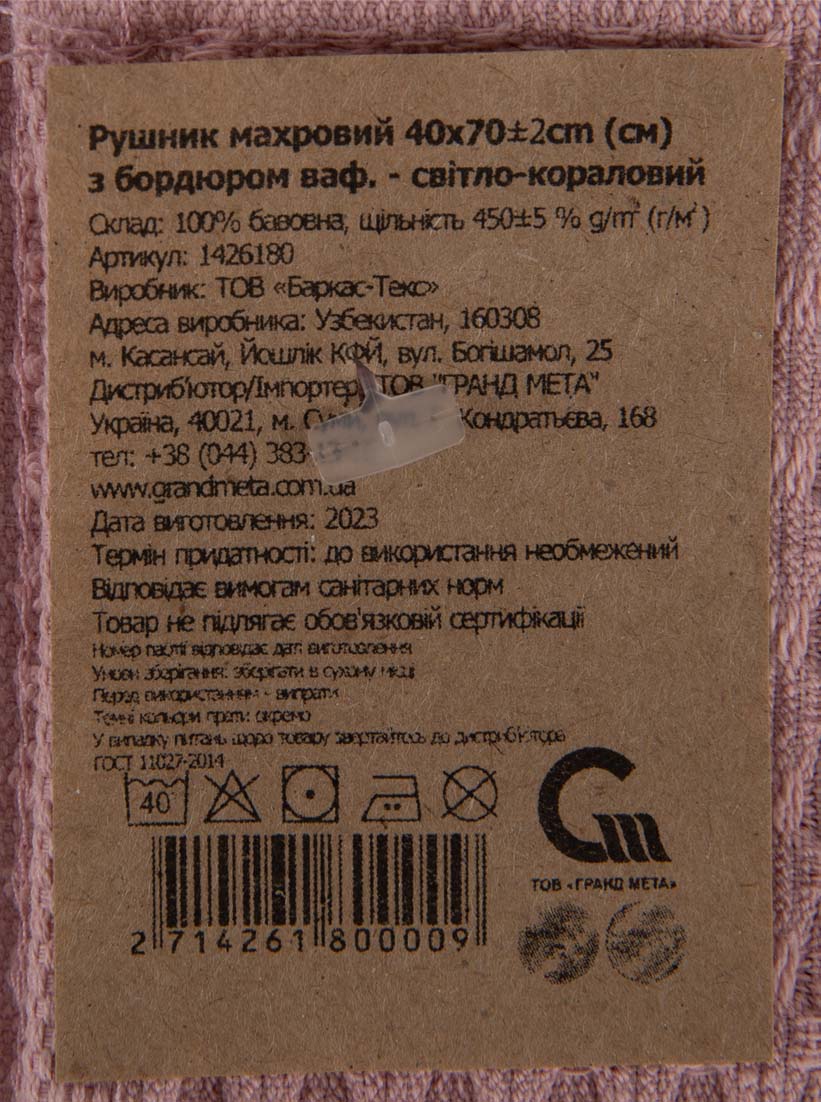 Рушник махровий 40х70±2cm (см)
з бордюром ваф. - світло-кораловий
Склад: 100% бавовна, щільність 450±5 % g/m² (г/м²)
Артикул: 1426180
Виробник: ТОВ «Баркас-Текс»
Адреса виробника: Узбекистан, 160308
м. Касансай, Йошлік КФЙ, вул. Богішамол, 25
Дистриб'ютор/Імпортер, ТОВ "ГРАНД МЕТА"
Україна, 40021, м. Кондратьєва, 168
тел: +38 (044) 383-
www.grandmeta.com.ua
Дата виготовлення: 2023
Термін придатності: до використання необмежений
Відповідає вимогам санітарних норм
Товар не підлягає обов'язковій сертифікації
Номер партії відповідає даті виготовлення
Умови зберігання: зберігати в сухому місці
Перед використанням - випрати
Темні кольори прати окремо
У випадку питань щодо товару звертайтесь до дистриб'ютора
ГОСТ 11027-2014
40
Gm
ТОВ «ГРАНД МЕТА»
2 714261 800009